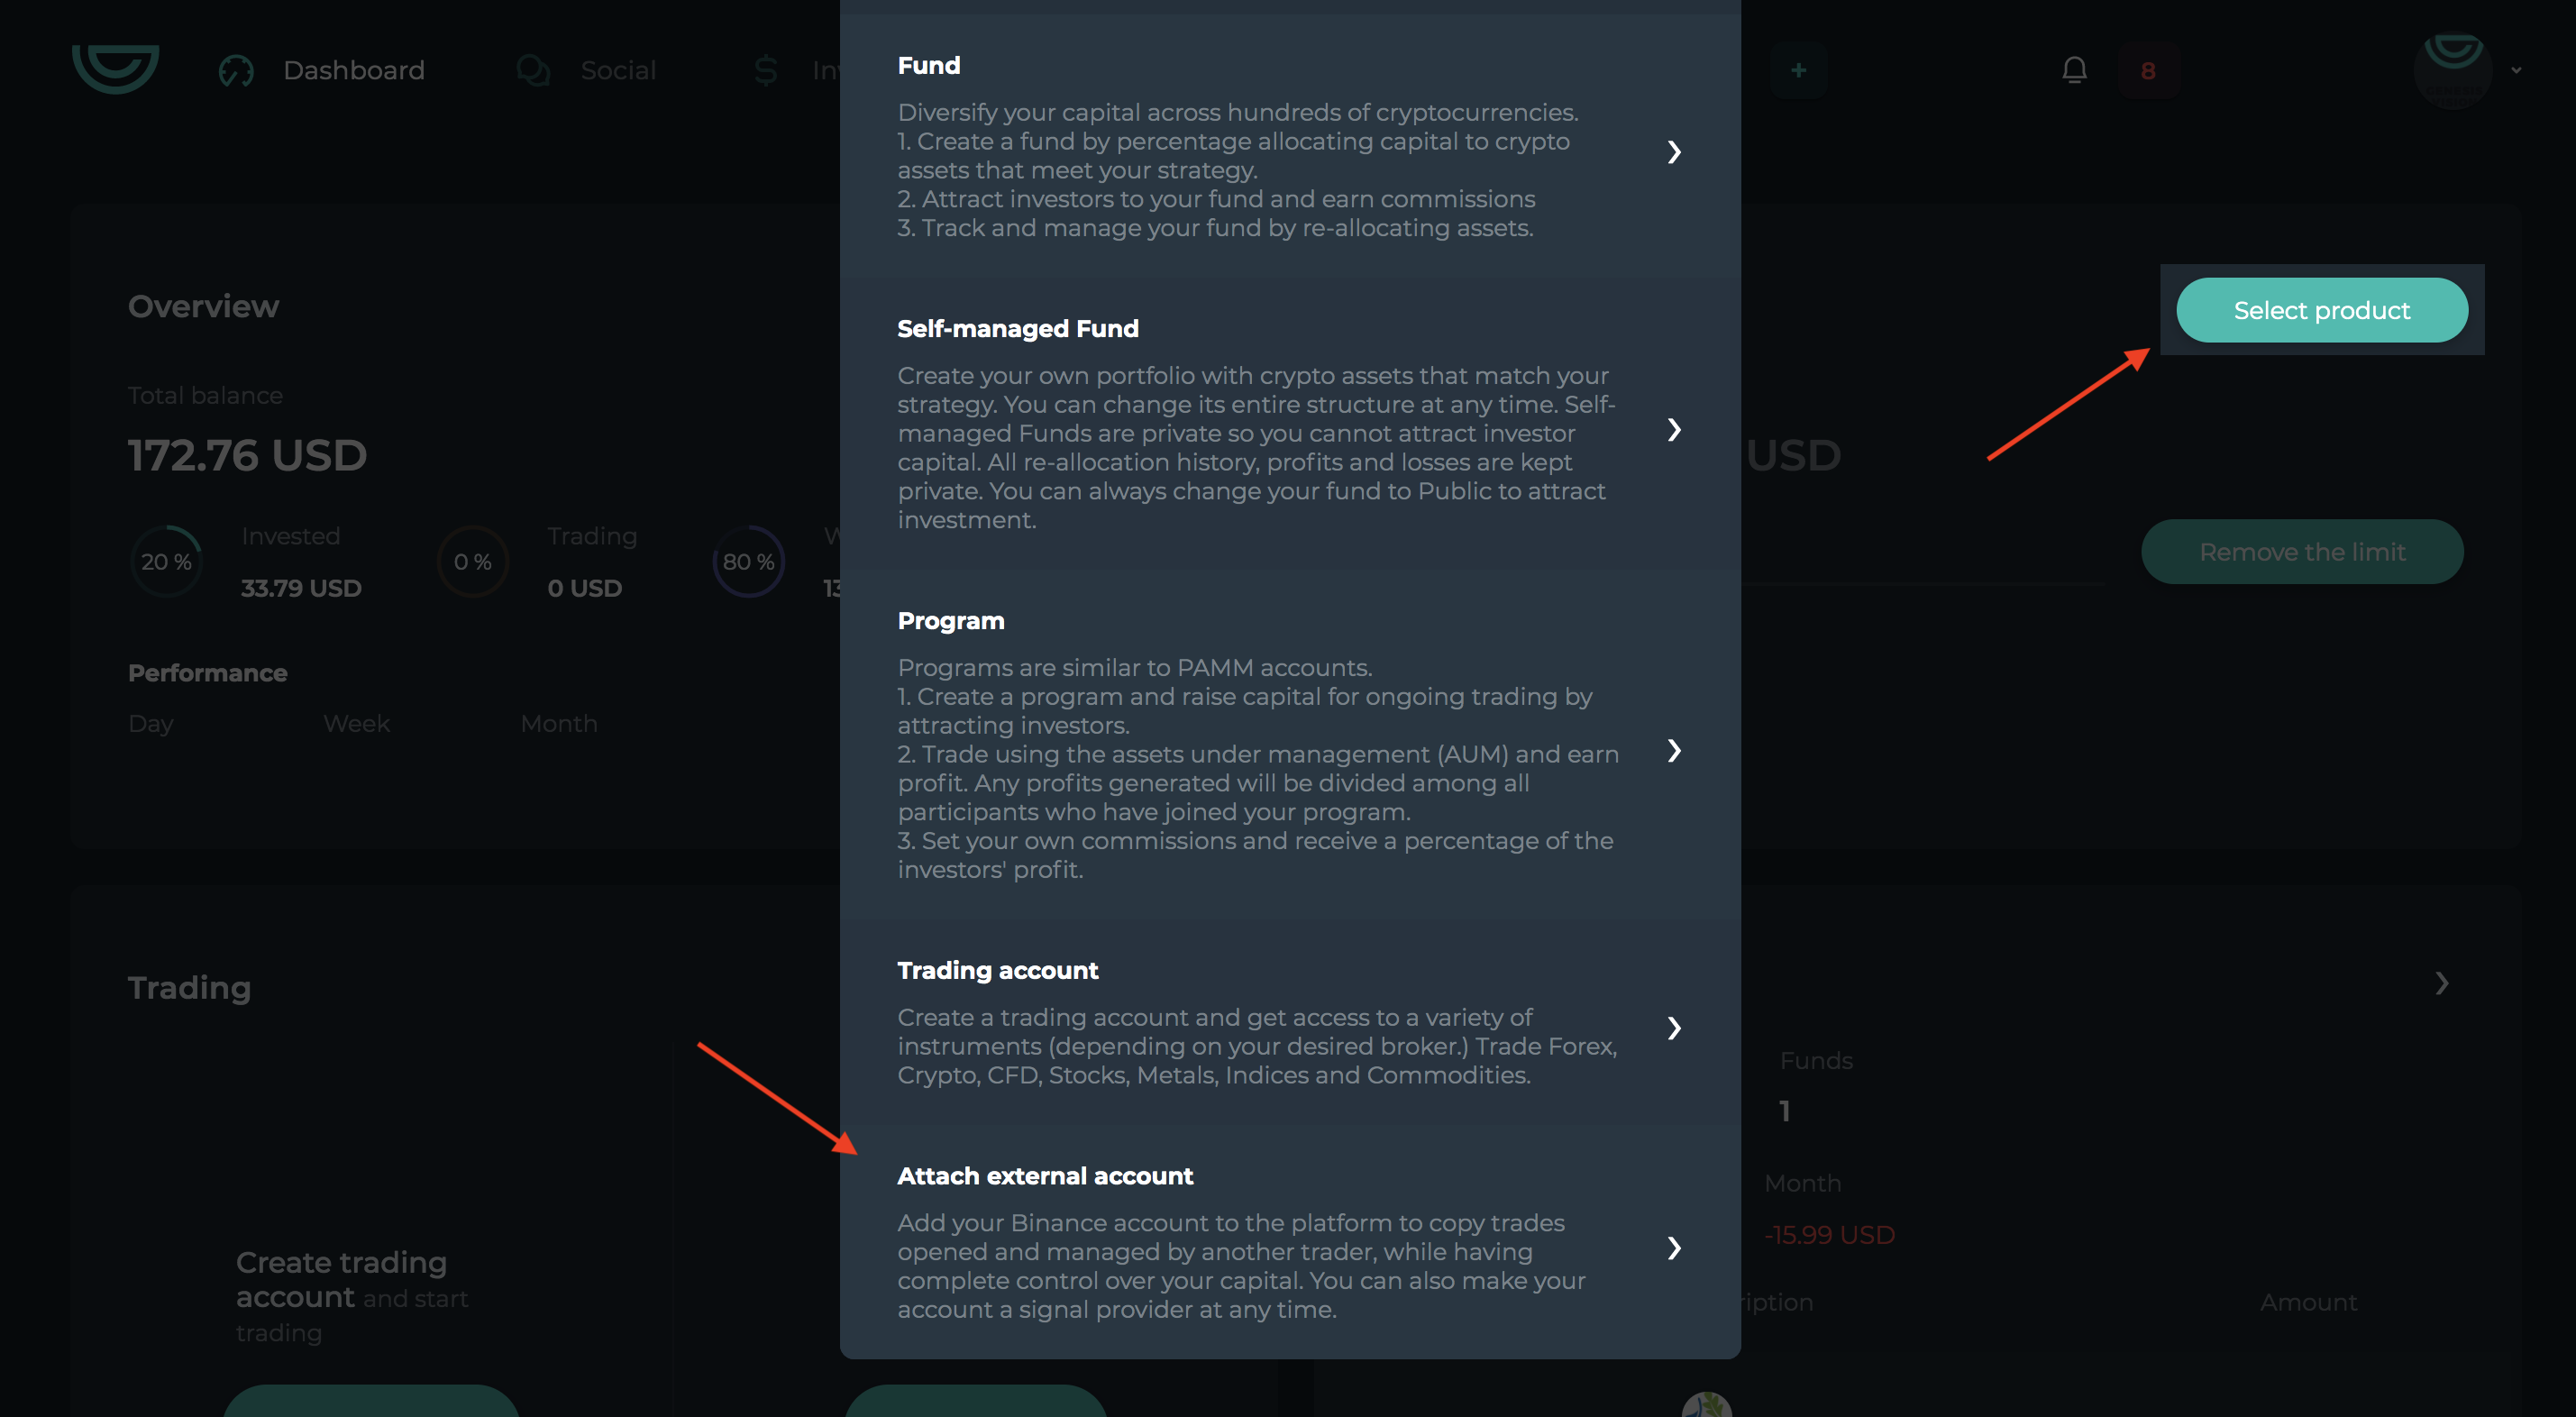 Dashboard
Social
8
Fund
Diversify your capital across hundreds of cryptocurrencies.
1. Create a fund by percentage allocating capital to crypto
assets that meet your strategy.
2. Attract investors to your fund and earn commissions
3. Track and manage your fund by re-allocating assets.
Self-managed Fund
Create your own portfolio with crypto assets that match your
strategy. You can change its entire structure at any time. Self-
managed Funds are private so you cannot attract investor
capital. All re-allocation history, profits and losses are kept
private. You can always change your fund to Public to attract
investment.
Program
Programs are similar to PAMM accounts.
1. Create a program and raise capital for ongoing trading by
attracting investors.
2. Trade using the assets under management (AUM) and earn
profit. Any profits generated will be divided among all
participants who have joined your program.
3. Set your own commissions and receive a percentage of the
investors' profit.
Trading account
Create a trading account and get access to a variety of
instruments (depending on your desired broker.) Trade Forex,
Crypto, CFD, Stocks, Metals, Indices and Commodities.
Attach external account
Add your Binance account to the platform to copy trades
opened and managed by another trader, while having
complete control over your capital. You can also make your
account a signal provider at any time.
Overview
Total balance
172.76 USD
20 %
Invested
33.79 USD
0 %
Trading
0 USD
80 %
Performance
Day Week Month
Select product
USD
Remove the limit
Trading
Create trading
account and start
trading
Funds
1
Month
-15.99 USD
Amount